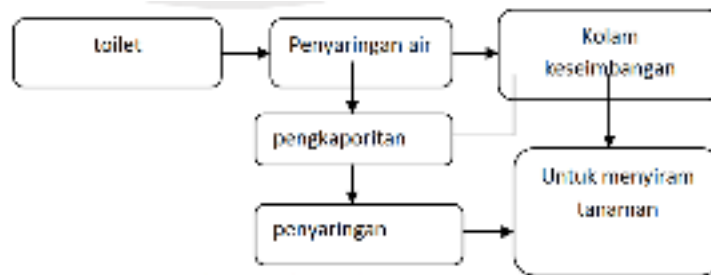 toilet
Penyaringan air
Kolam
keseimbangan
pengkaporitan
Untuk menyiram
tanaman
penyaringan